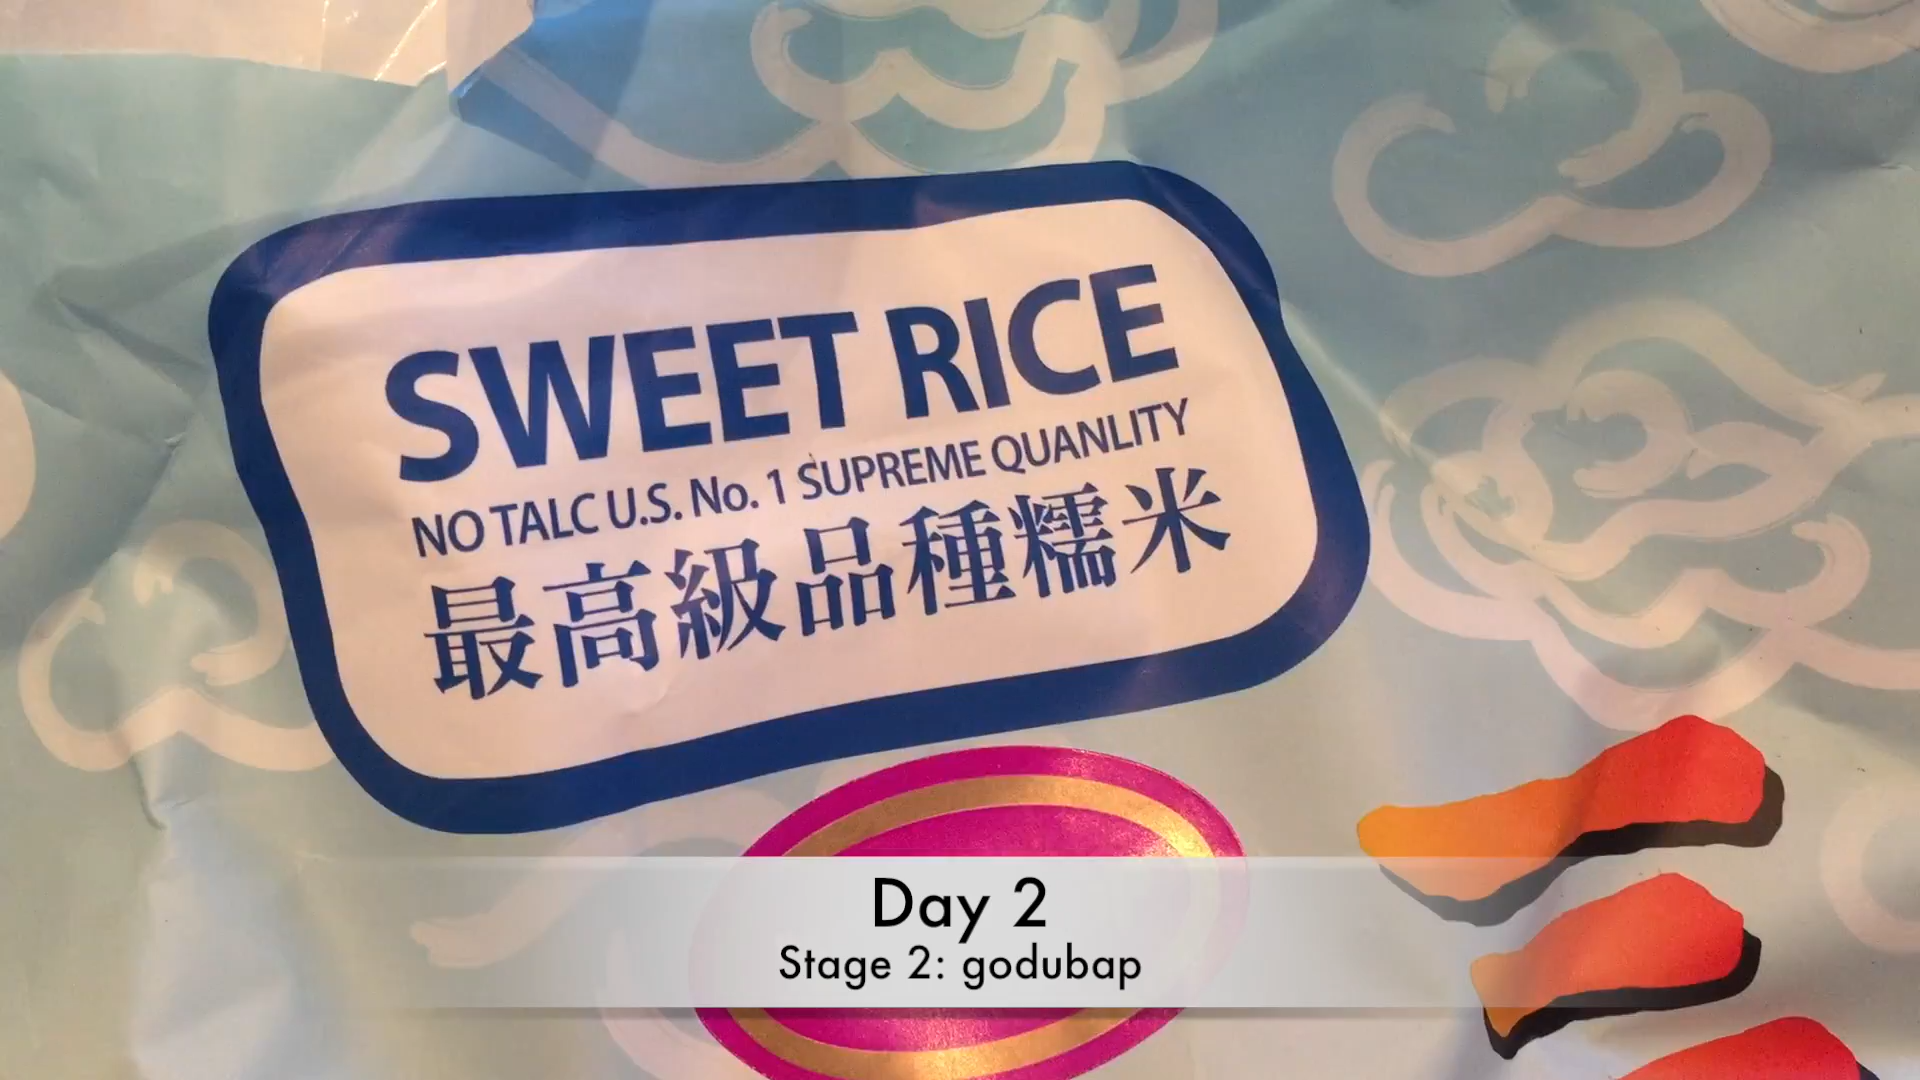 SWEET RICE
NO TALC U.S. No. 1 SUPREME QUANLITY
最高級品種糯米
Day 2
Stage 2: godubap